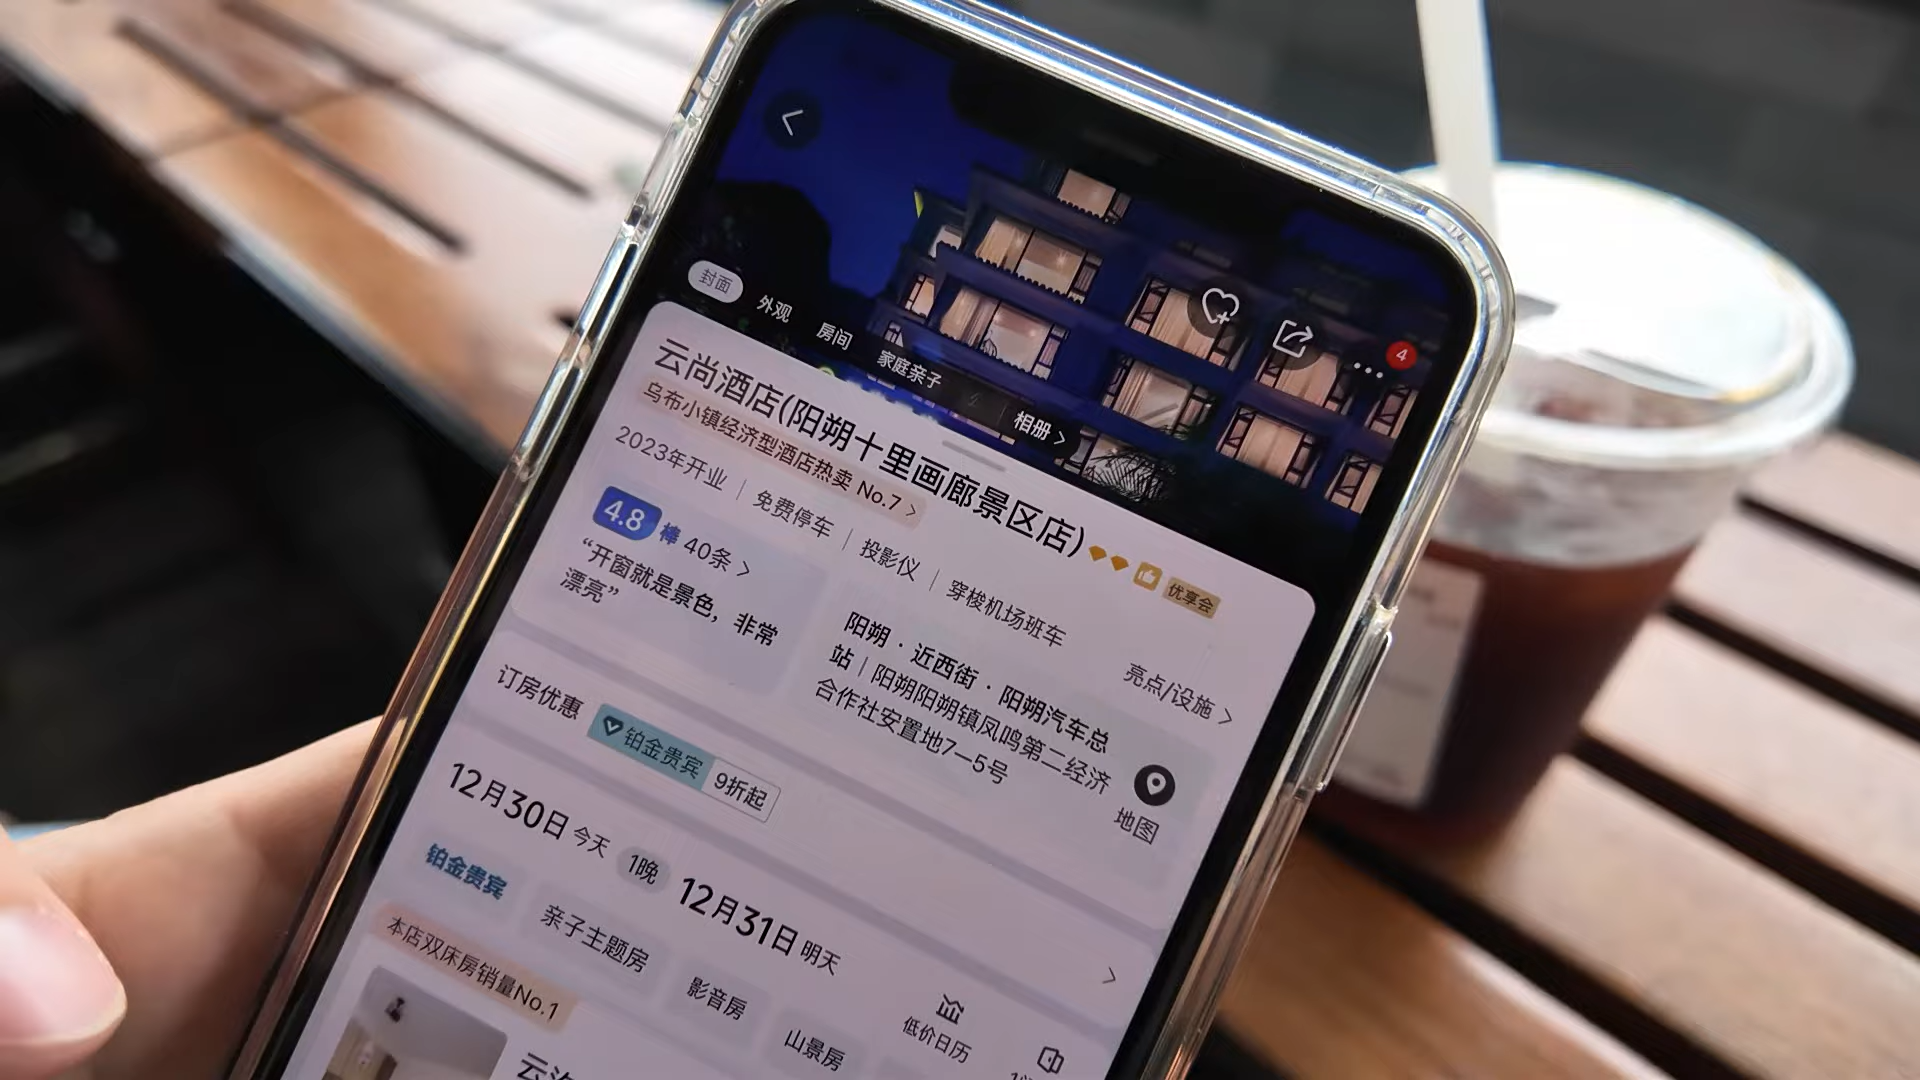 4
封面
外观
房间
家庭亲子
相册
云尚酒店(阳朔十里画廊景区店)
优享会
乌布小镇经济型酒店热卖 No.7
2023年开业
免费停车
投影仪
穿梭机场班车
亮点/设施
4.8 棒 40条
“开窗就是景色，非常
漂亮”
阳朔 · 近西街 · 阳朔汽车总
站 | 阳朔阳朔镇凤鸣第二经济
合作社安置地7—5号
地图
订房优惠
铂金贵宾 9折起
12月30日 今天 1晚 12月31日 明天
铂金贵宾
亲子主题房
影音房
山景房
低价日历
本店双床房销量No.1